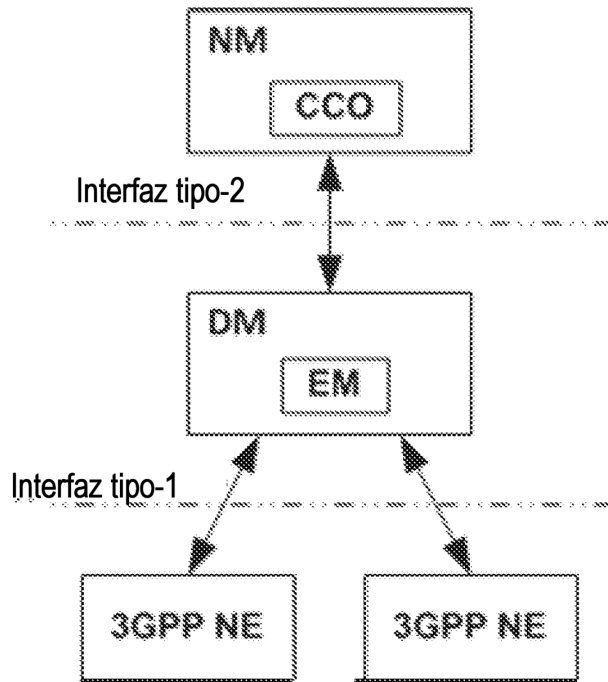 NM
CCO
Interfaz tipo-2
DM
EM
Interfaz tipo-1
3GPP NE
3GPP NE